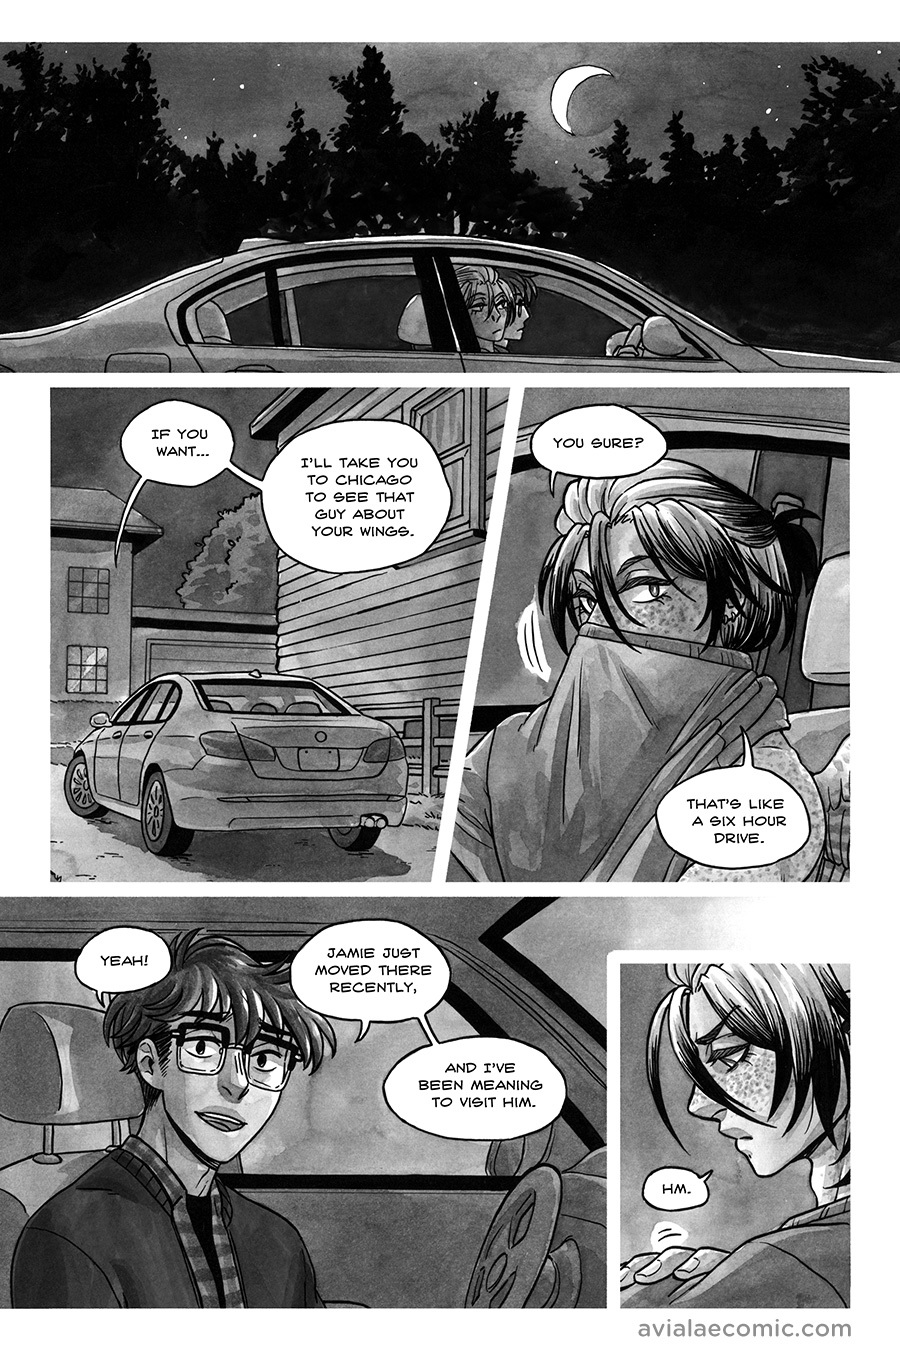 IF YOU
WANT...
I'LL TAKE YOU
TO CHICAGO
TO SEE THAT
GUY ABOUT
YOUR WINGS.
YOU SURE?
THAT'S LIKE
A SIX HOUR
DRIVE.
YEAH!
JAMIE JUST
MOVED THERE
RECENTLY,
AND I'VE
BEEN MEANING
TO VISIT HIM.
HM.
avialaecomic.com